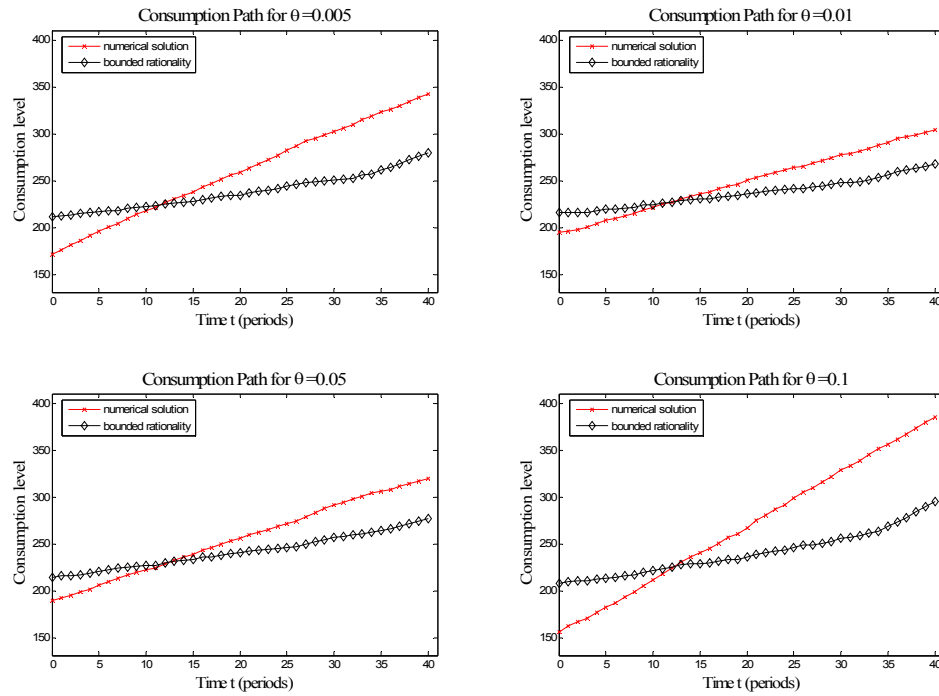 Consumption Path for θ=0.005
400
350
300
250
200
150
0 5 10 15 20 25 30 35 40
Consumption level
Time t (periods)
numerical solution
bounded rationality
Consumption Path for θ=0.01
400
350
300
250
200
150
0 5 10 15 20 25 30 35 40
Consumption level
Time t (periods)
numerical solution
bounded rationality
Consumption Path for θ=0.05
400
350
300
250
200
150
0 5 10 15 20 25 30 35 40
Consumption level
Time t (periods)
numerical solution
bounded rationality
Consumption Path for θ=0.1
400
350
300
250
200
150
0 5 10 15 20 25 30 35 40
Consumption level
Time t (periods)
numerical solution
bounded rationality